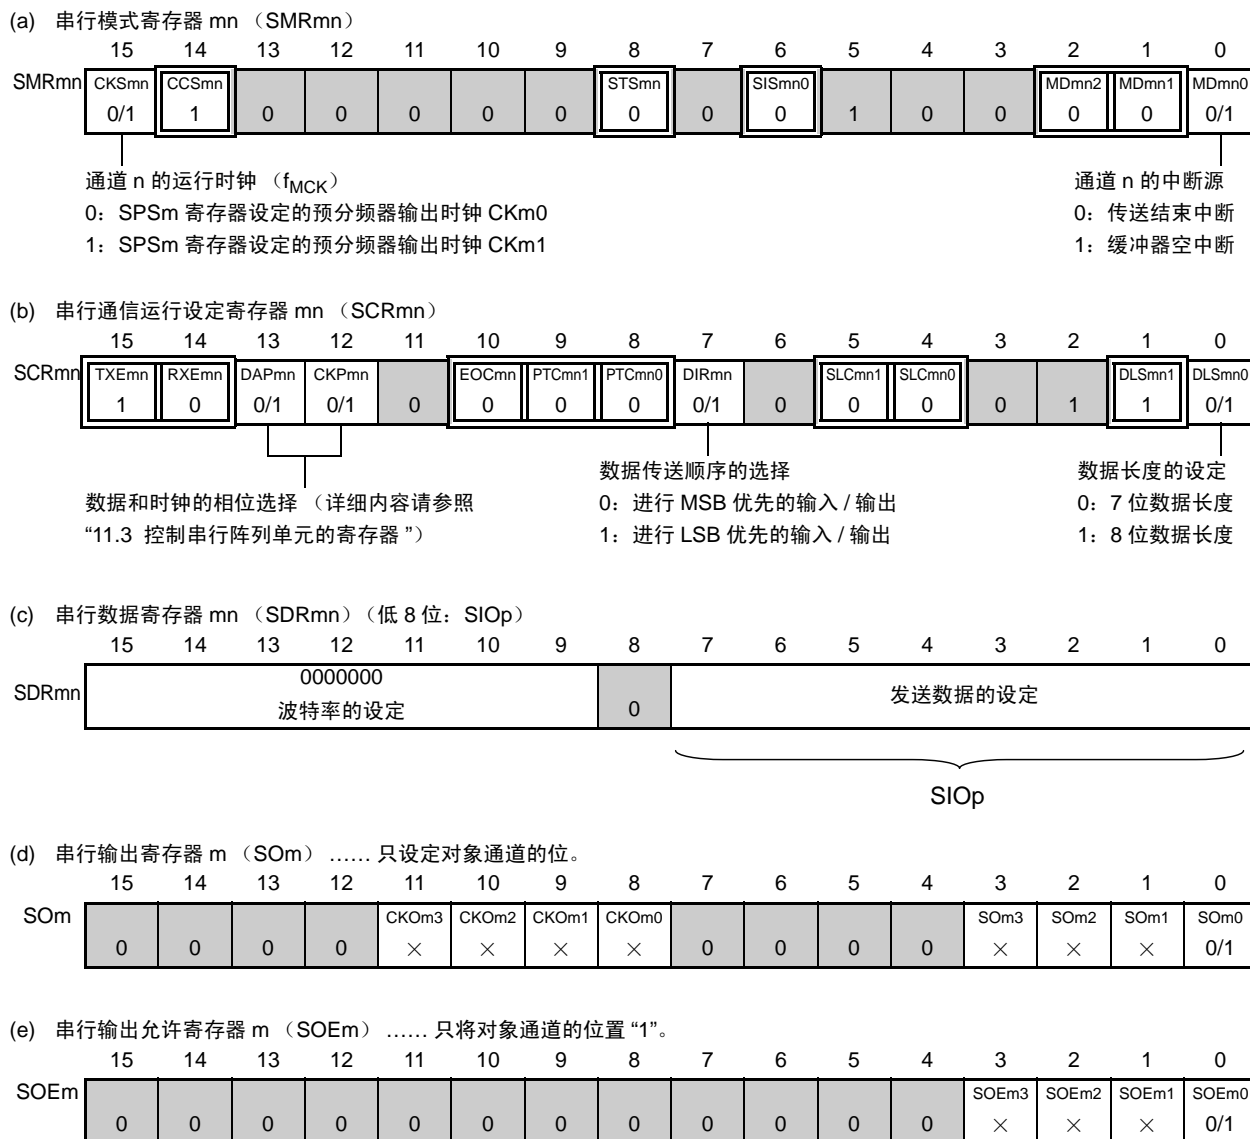 (a) 串行模式寄存器 mn （SMRmn）
15 14 13 12 11 10 9 8 7 6 5 4 3 2 1 0
SMRmn CKSmn CCSmn STSmn SISmn0 MDmn2 MDmn1 MDmn0
0/1 1 0 0 0 0 0 0 0 0 1 0 0 0 0 0/1
通道 n 的运行时钟 （fMCK）
0：SPSm 寄存器设定的预分频器输出时钟 CKm0
1：SPSm 寄存器设定的预分频器输出时钟 CKm1
通道 n 的中断源
0：传送结束中断
1：缓冲器空中断
(b) 串行通信运行设定寄存器 mn （SCRmn）
15 14 13 12 11 10 9 8 7 6 5 4 3 2 1 0
SCRmn TXEmn RXEmn DAPmn CKPmn EOCmn PTCmn1 PTCmn0 DIRmn SLCmn1 SLCmn0 DLSmn1 DLSmn0
1 0 0/1 0/1 0 0 0 0 0/1 0 0 0 0 1 1 0/1
数据和时钟的相位选择 （详细内容请参照
“11.3 控制串行阵列单元的寄存器 ”）
数据传送顺序的选择
0：进行 MSB 优先的输入 / 输出
1：进行 LSB 优先的输入 / 输出
数据长度的设定
0：7 位数据长度
1：8 位数据长度
(c) 串行数据寄存器 mn （SDRmn）（低 8 位：SIOp）
15 14 13 12 11 10 9 8 7 6 5 4 3 2 1 0
SDRmn
0000000
波特率的设定
0
发送数据的设定
SIOp
(d) 串行输出寄存器 m （SOm） …… 只设定对象通道的位。
15 14 13 12 11 10 9 8 7 6 5 4 3 2 1 0
SOm CKOm3 CKOm2 CKOm1 CKOm0 SOm3 SOm2 SOm1 SOm0
0 0 0 0 × × × × 0 0 0 0 × × × 0/1
(e) 串行输出允许寄存器 m （SOEm） …… 只将对象通道的位置 “1”。
15 14 13 12 11 10 9 8 7 6 5 4 3 2 1 0
SOEm SOEm3 SOEm2 SOEm1 SOEm0
0 0 0 0 0 0 0 0 0 0 0 0 × × × 0/1